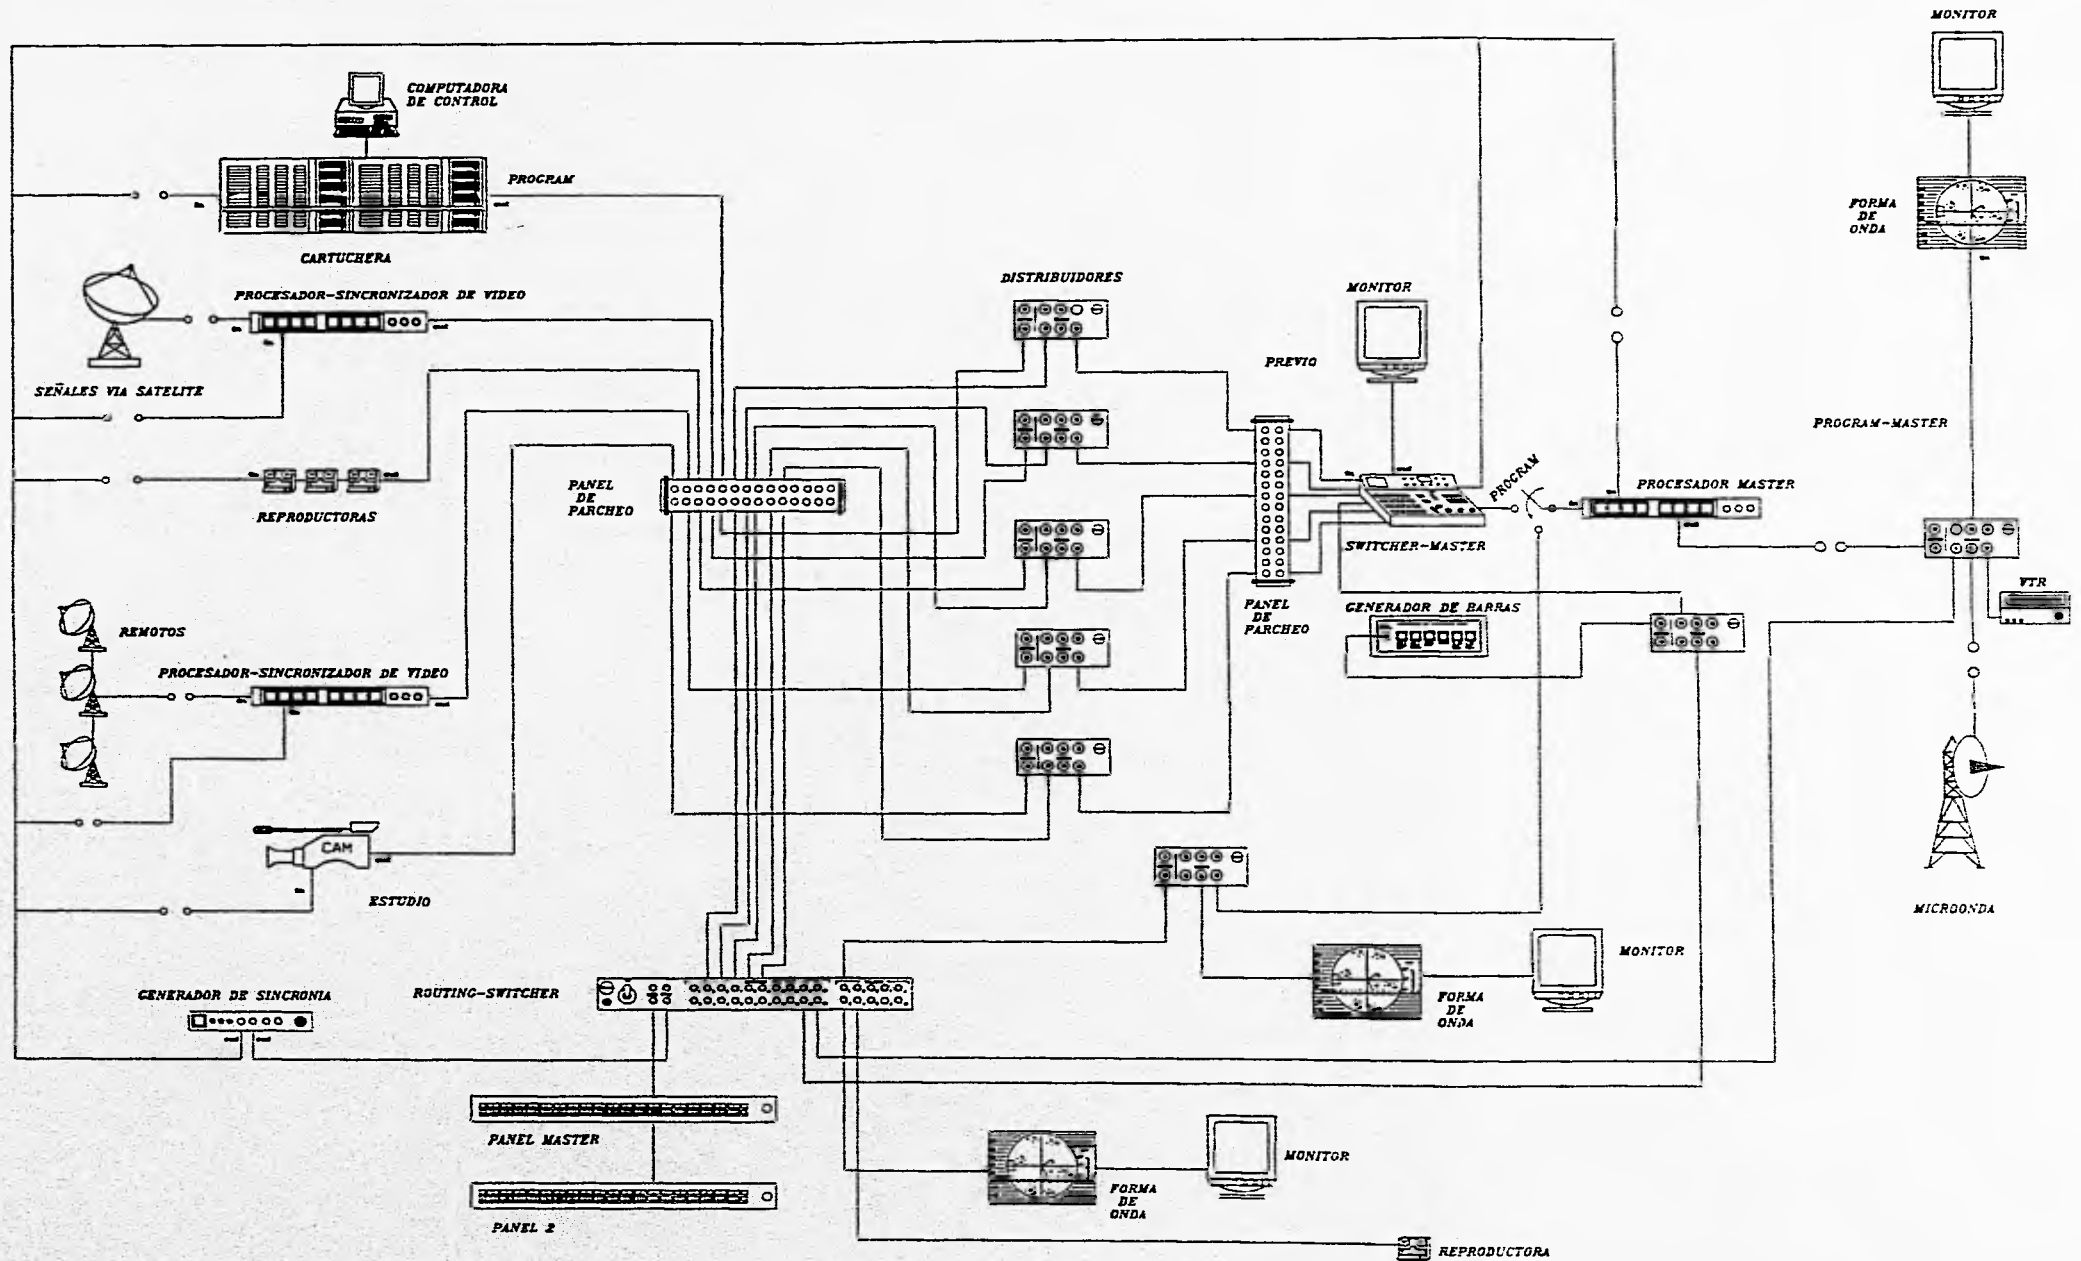 MONITOR
COMPUTADORA
DE CONTROL
PROGRAM
CARTUCHERA
FORMA
DE
ONDA
PROCESADOR-SINCRONIZADOR DE VIDEO
DISTRIBUIDORES
MONITOR
SEÑALES VIA SATELITE
PREVIO
PROGRAM-MASTER
REPRODUCTORAS
PANEL
DE
PARCHEO
PROGRAM
PROCESADOR MASTER
SWITCHER-MASTER
VTR
REMOTOS
PANEL
DE
PARCHEO
GENERADOR DE BARRAS
PROCESADOR-SINCRONIZADOR DE VIDEO
CAM
ESTUDIO
MICROONDA
MONITOR
GENERADOR DE SINCRONIA
ROUTING-SWITCHER
FORMA
DE
ONDA
PANEL MASTER
MONITOR
FORMA
DE
ONDA
PANEL 2
REPRODUCTORA